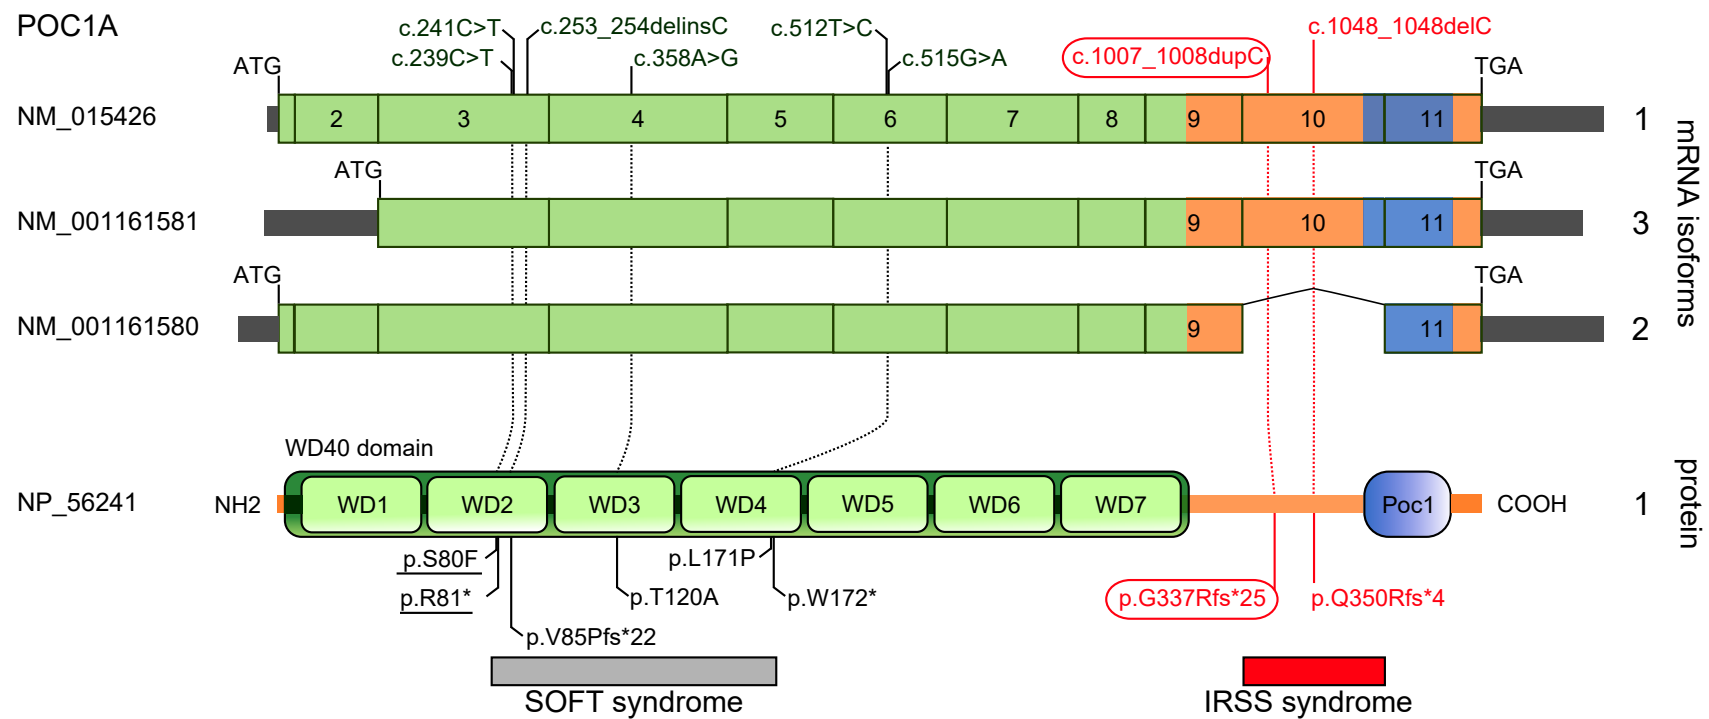 POC1A
c.241C>T
c.253_254delinsC
c.512T>C
c.1048_1048delC
c.239C>T
c.358A>G
c.515G>A
c.1007_1008dupC
ATG
TGA
NM_015426
2 3 4 5 6 7 8 9 10 11
1
mRNA isoforms
ATG
TGA
NM_001161581
9 10 11
3
ATG
TGA
NM_001161580
9 11
2
WD40 domain
protein
NP_56241
NH2
WD1 WD2 WD3 WD4 WD5 WD6 WD7
Poc1
COOH
1
p.S80F
p.L171P
p.R81*
p.T120A
p.W172*
p.G337Rfs*25
p.Q350Rfs*4
p.V85Pfs*22
SOFT syndrome
IRSS syndrome